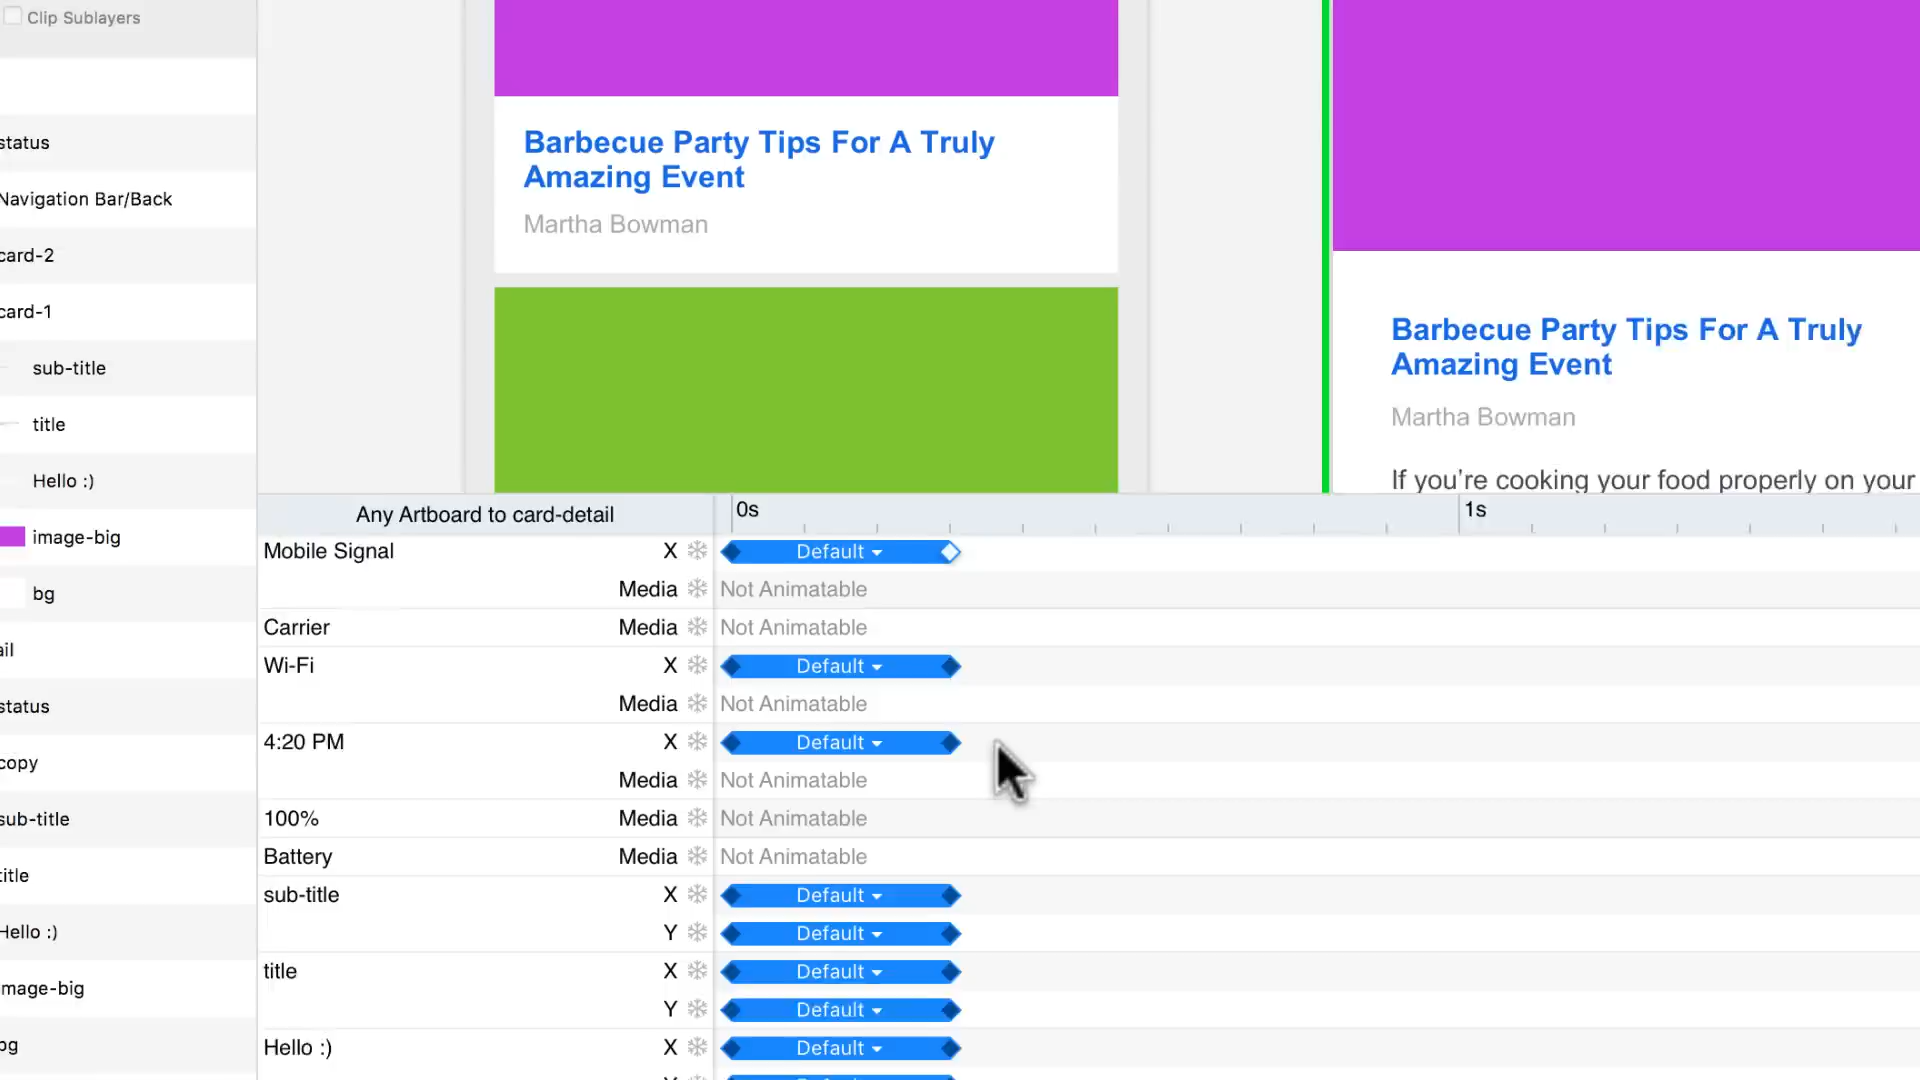 Clip Sublayers
status
Navigation Bar/Back
card-2
card-1
sub-title
title
Hello :)
image-big
bg
ail
status
copy
sub-title
title
Hello :)
image-big
bg
Barbecue Party Tips For A Truly
Amazing Event
Martha Bowman
Barbecue Party Tips For A Truly
Amazing Event
Martha Bowman
If you're cooking your food properly on your
Any Artboard to card-detail
0s
1s
Mobile Signal X Default
Media Not Animatable
Carrier Media Not Animatable
Wi-Fi X Default
Media Not Animatable
4:20 PM X Default
Media Not Animatable
100% Media Not Animatable
Battery Media Not Animatable
sub-title X Default
Y Default
title X Default
Y Default
Hello :) X Default